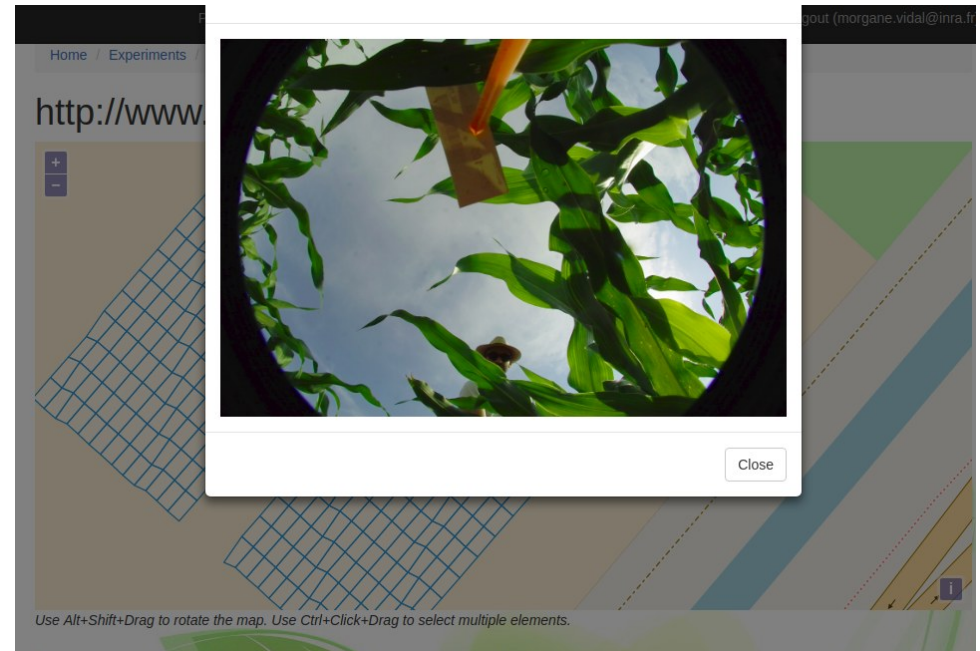 gout (morgane.vidal@inra.fr
Home / Experiments /
http://www.
+
−
Close
i
Use Alt+Shift+Drag to rotate the map. Use Ctrl+Click+Drag to select multiple elements.